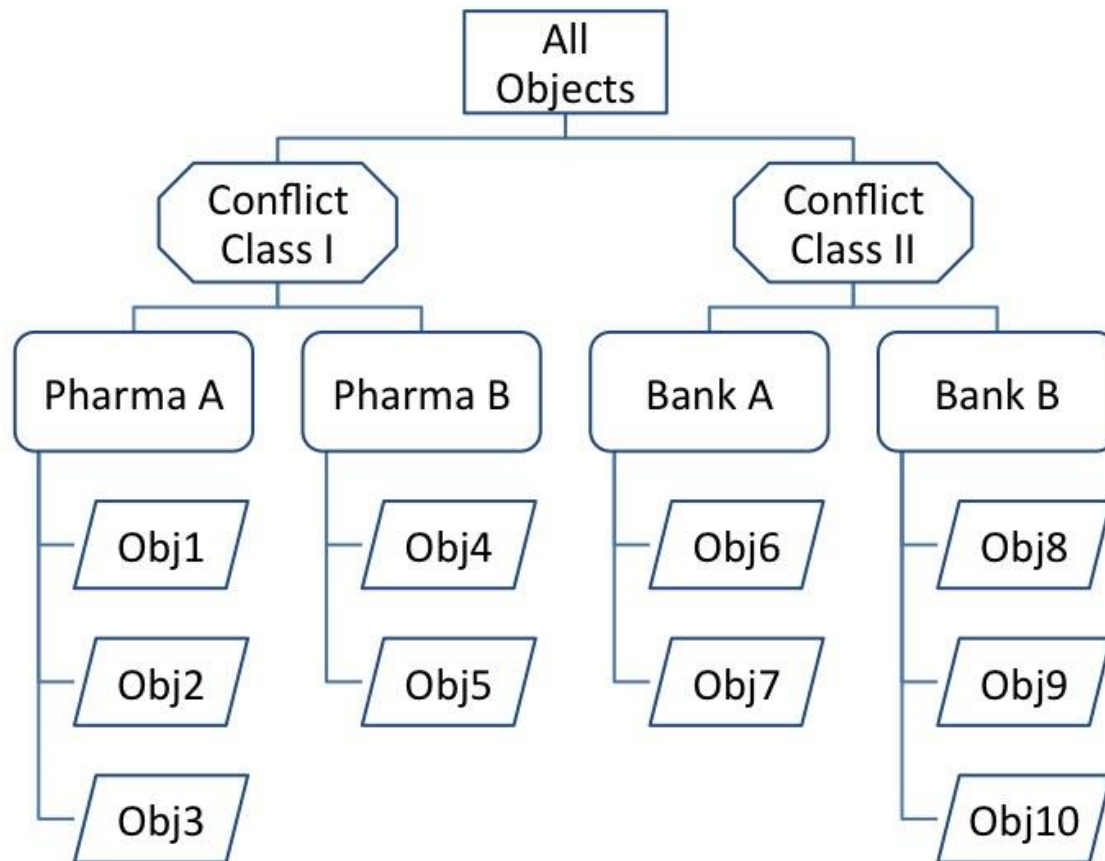 All
Objects
Conflict
Class I
Conflict
Class II
Pharma A
Pharma B
Bank A
Bank B
Obj1
Obj4
Obj6
Obj8
Obj2
Obj5
Obj7
Obj9
Obj3
Obj10